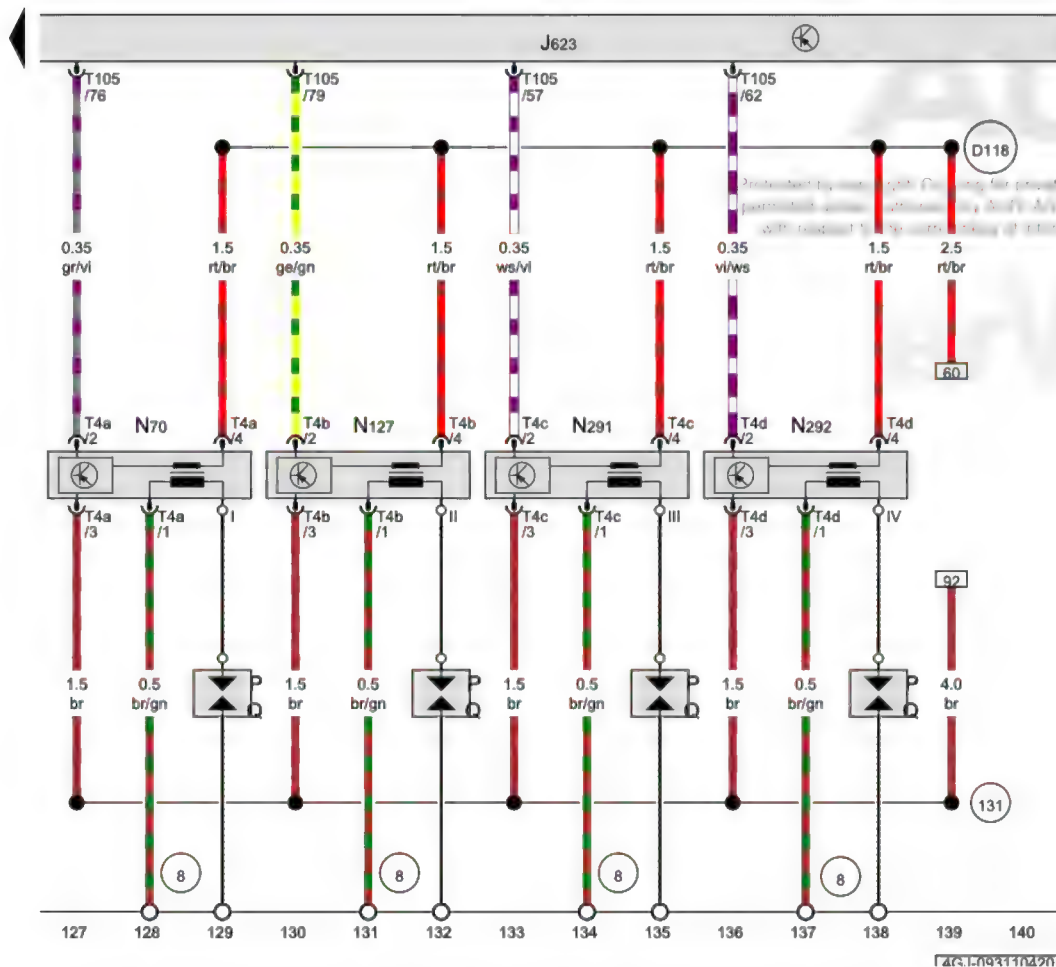 J623
T105 T105 T105 T105
/76 /79 /57 /62
D118
0.35 1.5 0.35 1.5 0.35 1.5 0.35 1.5 2.5
gr/vi rt/br ge/gn rt/br ws/vi rt/br vi/ws rt/br rt/br
60
T4a N70 T4a T4b N127 T4b T4c N291 T4c T4d N292 T4d
/2 /4 /2 /4 /2 /4 /2 /4
T4a T4a I T4b T4b II T4c T4c III T4d T4d IV
/3 /1 /3 /1 /3 /1 /3 /1
92
1.5 0.5 P 1.5 0.5 P 1.5 0.5 P 1.5 0.5 P 4.0
br br/gn Q br br/gn Q br br/gn Q br br/gn Q br
131
8 8 8 8
127 128 129 130 131 132 133 134 135 136 137 138 139 140